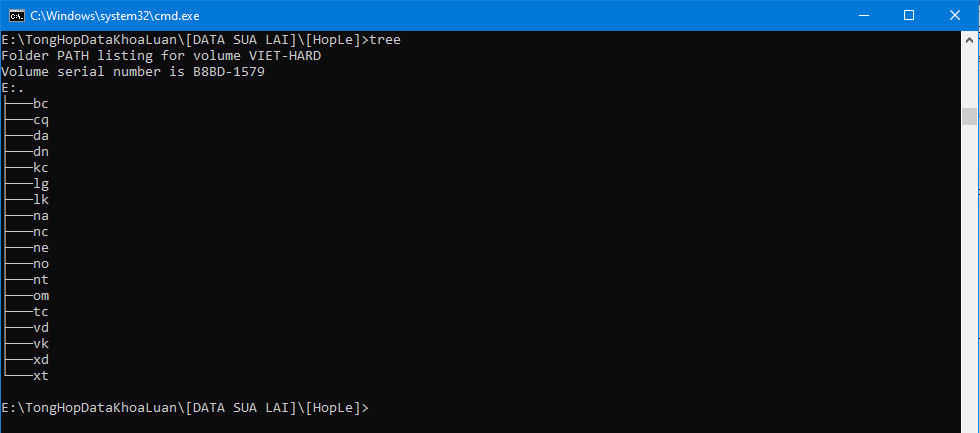 C:\Windows\system32\cmd.exe
E:\TongHopDataKhoaLuan\[DATA SUA LAI]\[HopLe]>tree
Folder PATH listing for volume VIET-HARD
Volume serial number is B8BD-1579
E:.
├───bc
├───cq
├───da
├───dn
├───kc
├───lg
├───lk
├───na
├───nc
├───ne
├───no
├───nt
├───om
├───tc
├───vd
├───vk
├───xd
└───xt
E:\TongHopDataKhoaLuan\[DATA SUA LAI]\[HopLe]>